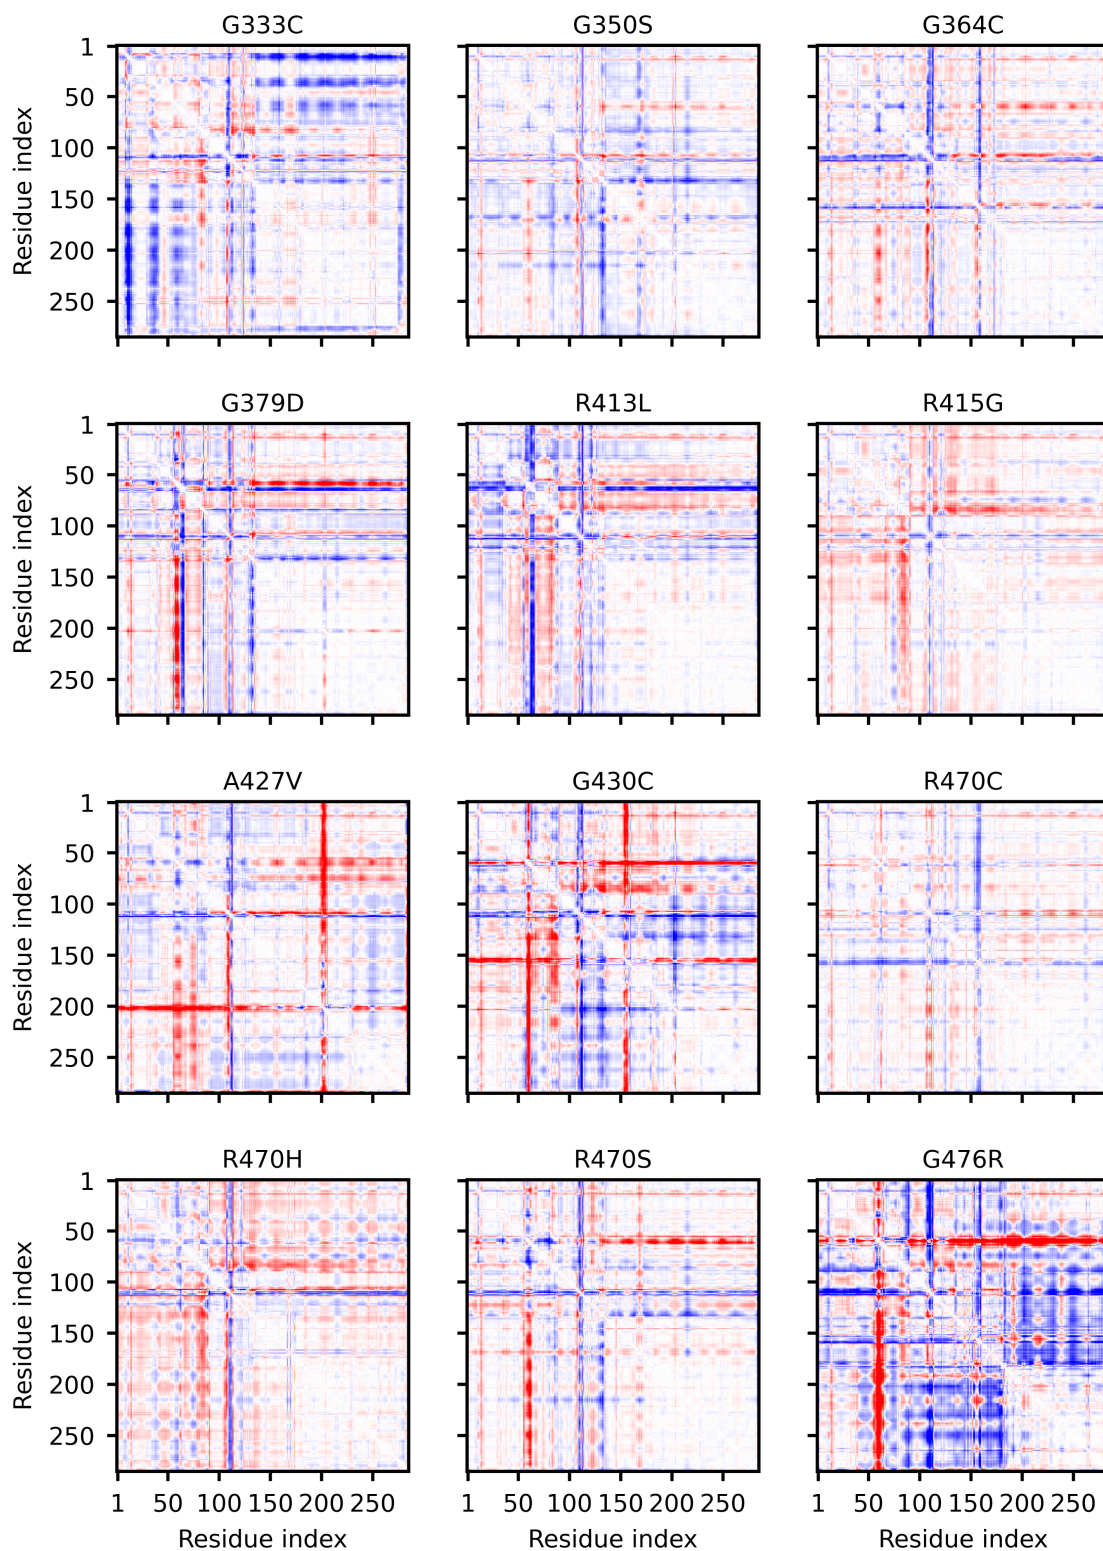 G333C G350S G364C
1
50
100
150
200
250
Residue index
G379D R413L R415G
1
50
100
150
200
250
Residue index
A427V G430C R470C
1
50
100
150
200
250
Residue index
R470H R470S G476R
1
50
100
150
200
250
Residue index
1 50 100 150 200 250 1 50 100 150 200 250 1 50 100 150 200 250
Residue index Residue index Residue index